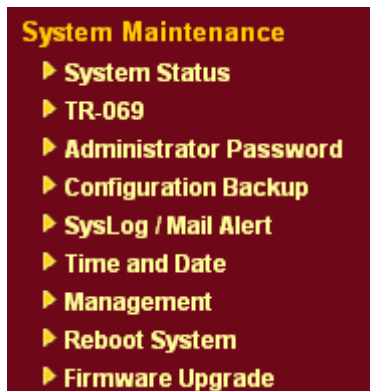 System Maintenance
System Status
TR-069
Administrator Password
Configuration Backup
SysLog / Mail Alert
Time and Date
Management
Reboot System
Firmware Upgrade